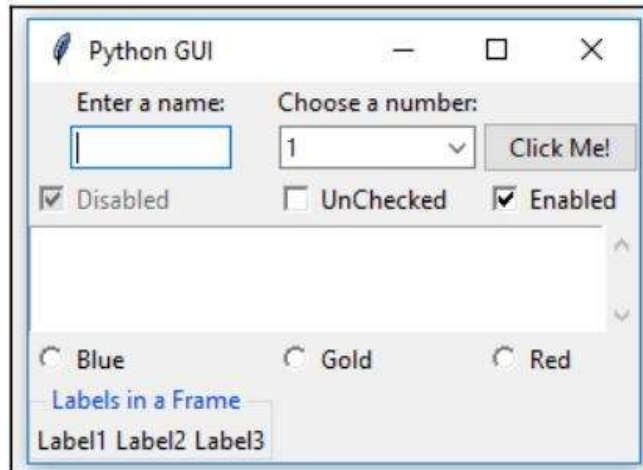 Python GUI
Enter a name: Choose a number:
1 Click Me!
Disabled UnChecked Enabled
Blue Gold Red
Labels in a Frame
Label1 Label2 Label3